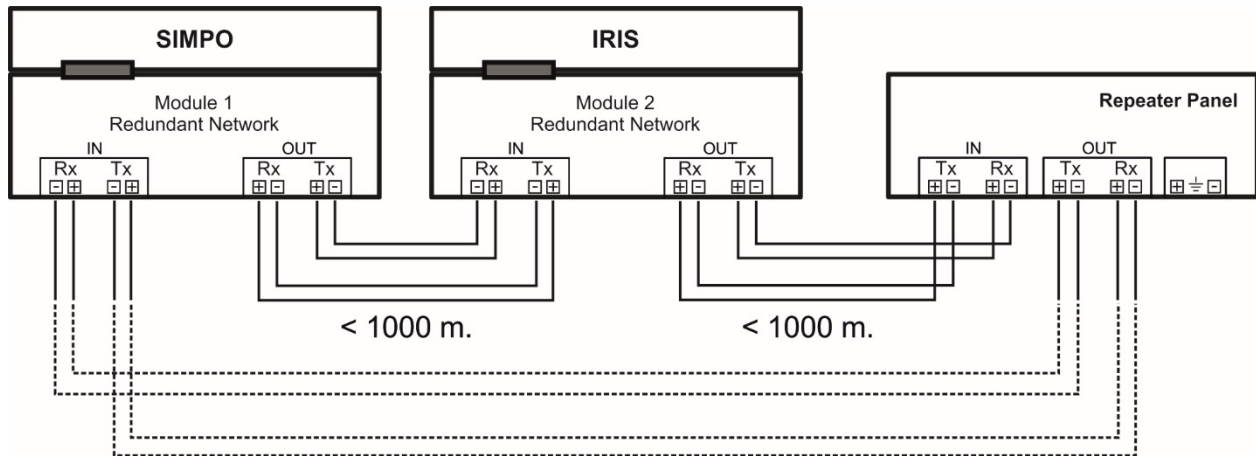 SIMPO
Module 1
Redundant Network
IN OUT
Rx Tx Rx Tx
- + - + + - + -
IRIS
Module 2
Redundant Network
IN OUT
Rx Tx Rx Tx
- + - + + - + -
Repeater Panel
IN OUT
Tx Rx Tx Rx
+ - + - + - + - + ⏚ -
< 1000 m.
< 1000 m.